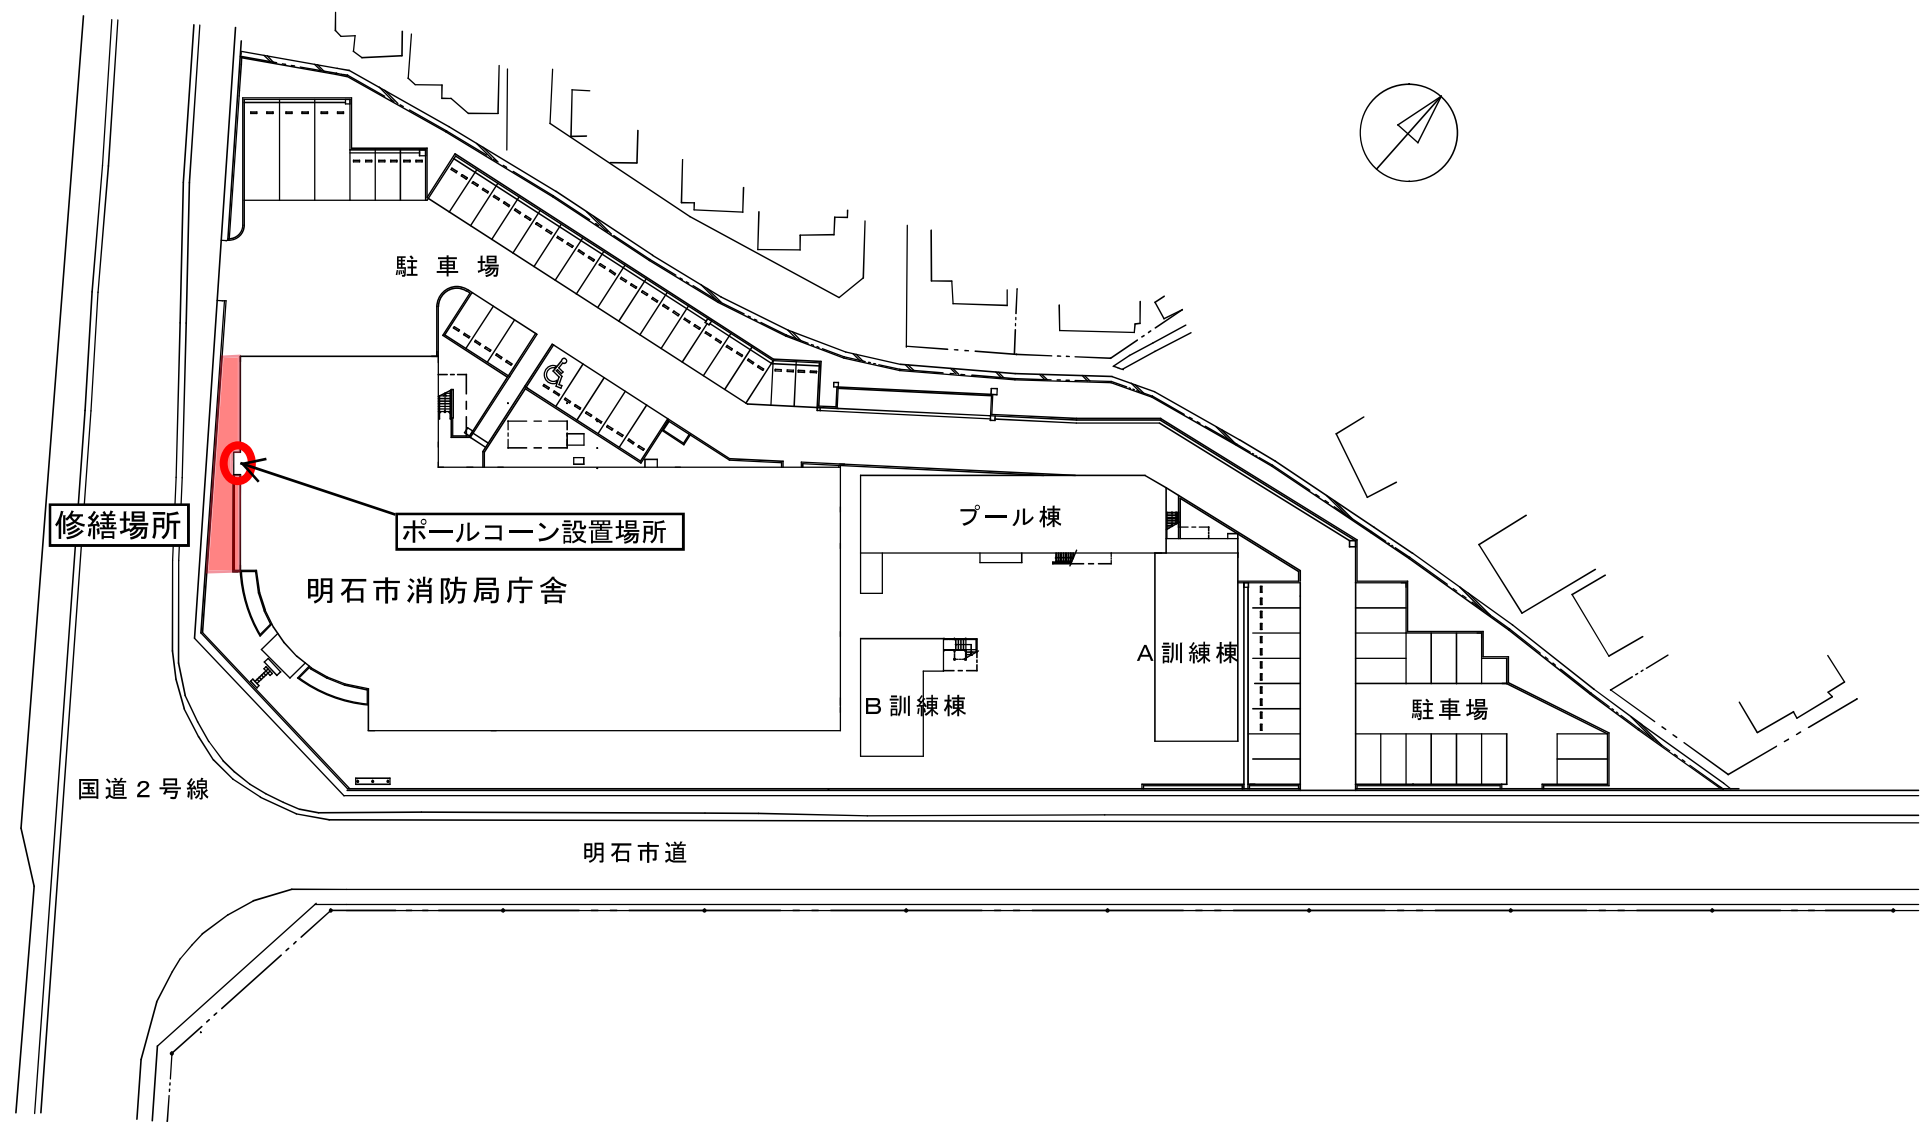 駐車場
修繕場所
ポールコーン設置場所
プール棟
明石市消防局庁舎
A訓練棟
B訓練棟
駐車場
国道2号線
明石市道